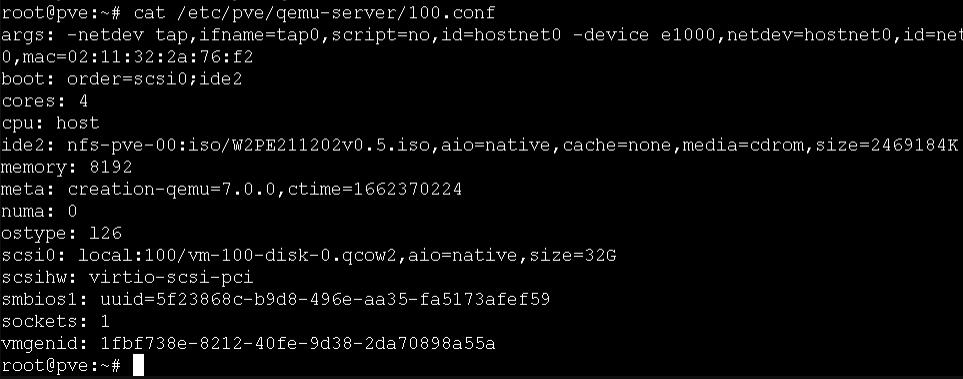 root@pve:~# cat /etc/pve/qemu-server/100.conf
args: -netdev tap,ifname=tap0,script=no,id=hostnet0 -device e1000,netdev=hostnet0,id=net
0,mac=02:11:32:2a:76:f2
boot: order=scsi0;ide2
cores: 4
cpu: host
ide2: nfs-pve-00:iso/W2PE211202v0.5.iso,aio=native,cache=none,media=cdrom,size=2469184K
memory: 8192
meta: creation-qemu=7.0.0,ctime=1662370224
numa: 0
ostype: l26
scsi0: local:100/vm-100-disk-0.qcow2,aio=native,size=32G
scsihw: virtio-scsi-pci
smbios1: uuid=5f23868c-b9d8-496e-aa35-fa5173afef59
sockets: 1
vmgenid: 1fbf738e-8212-40fe-9d38-2da70898a55a
root@pve:~#